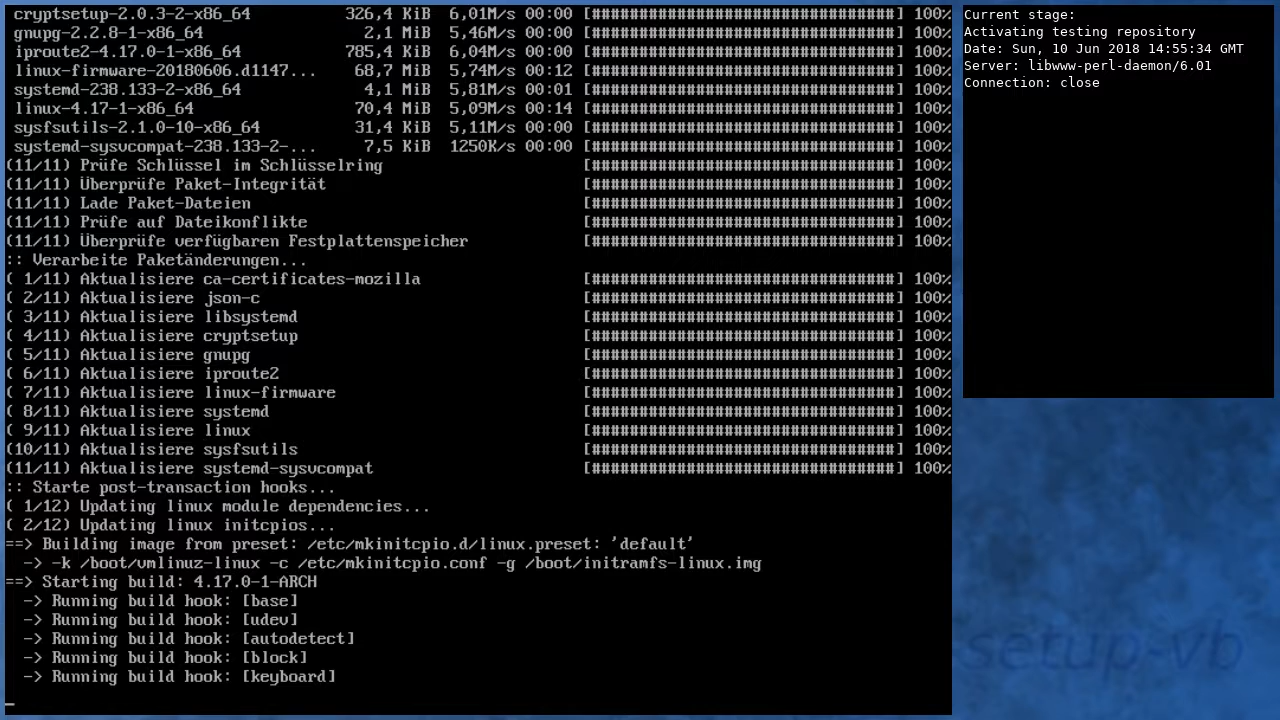 cryptsetup-2.0.3-2-x86_64 326,4 KiB 6,01M/s 00:00 [################################] 100%
gnupg-2.2.8-1-x86_64 2,1 MiB 5,46M/s 00:00 [################################] 100%
iproute2-4.17.0-1-x86_64 785,4 KiB 6,04M/s 00:00 [################################] 100%
linux-firmware-20180606.d1147... 68,7 MiB 5,74M/s 00:12 [################################] 100%
systemd-238.133-2-x86_64 4,1 MiB 5,81M/s 00:01 [################################] 100%
linux-4.17-1-x86_64 70,4 MiB 5,09M/s 00:14 [################################] 100%
sysfsutils-2.1.0-10-x86_64 31,4 KiB 5,11M/s 00:00 [################################] 100%
systemd-sysvcompat-238.133-2-... 7,5 KiB 1250K/s 00:00 [################################] 100%
(11/11) Prüfe Schlüssel im Schlüsselring [################################] 100%
(11/11) Überprüfe Paket-Integrität [################################] 100%
(11/11) Lade Paket-Dateien [################################] 100%
(11/11) Prüfe auf Dateikonflikte [################################] 100%
(11/11) Überprüfe verfügbaren Festplattenspeicher [################################] 100%
:: Verarbeite Paketänderungen...
( 1/11) Aktualisiere ca-certificates-mozilla [################################] 100%
( 2/11) Aktualisiere json-c [################################] 100%
( 3/11) Aktualisiere libsystemd [################################] 100%
( 4/11) Aktualisiere cryptsetup [################################] 100%
( 5/11) Aktualisiere gnupg [################################] 100%
( 6/11) Aktualisiere iproute2 [################################] 100%
( 7/11) Aktualisiere linux-firmware [################################] 100%
( 8/11) Aktualisiere systemd [################################] 100%
( 9/11) Aktualisiere linux [################################] 100%
(10/11) Aktualisiere sysfsutils [################################] 100%
(11/11) Aktualisiere systemd-sysvcompat [################################] 100%
:: Starte post-transaction hooks...
( 1/12) Updating linux module dependencies...
( 2/12) Updating linux initcpios...
==> Building image from preset: /etc/mkinitcpio.d/linux.preset: 'default'
-> -k /boot/vmlinuz-linux -c /etc/mkinitcpio.conf -g /boot/initramfs-linux.img
==> Starting build: 4.17.0-1-ARCH
-> Running build hook: [base]
-> Running build hook: [udev]
-> Running build hook: [autodetect]
-> Running build hook: [block]
-> Running build hook: [keyboard]
_
Current stage:
Activating testing repository
Date: Sun, 10 Jun 2018 14:55:34 GMT
Server: libwww-perl-daemon/6.01
Connection: close
setup-vb